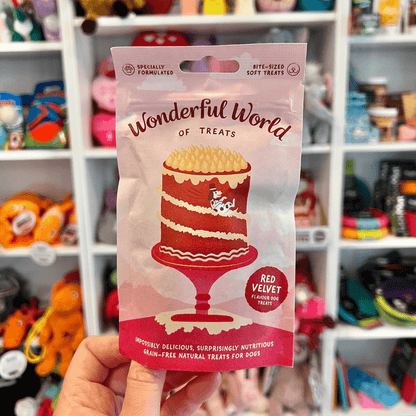 SPECIALLY
FORMULATED
BITE-SIZED
SOFT TREATS
Wonderful World
OF TREATS
RED
VELVET
FLAVOUR DOG
TREATS
IMPOSSIBLY DELICIOUS, SURPRISINGLY NUTRITIOUS
GRAIN-FREE NATURAL TREATS FOR DOGS